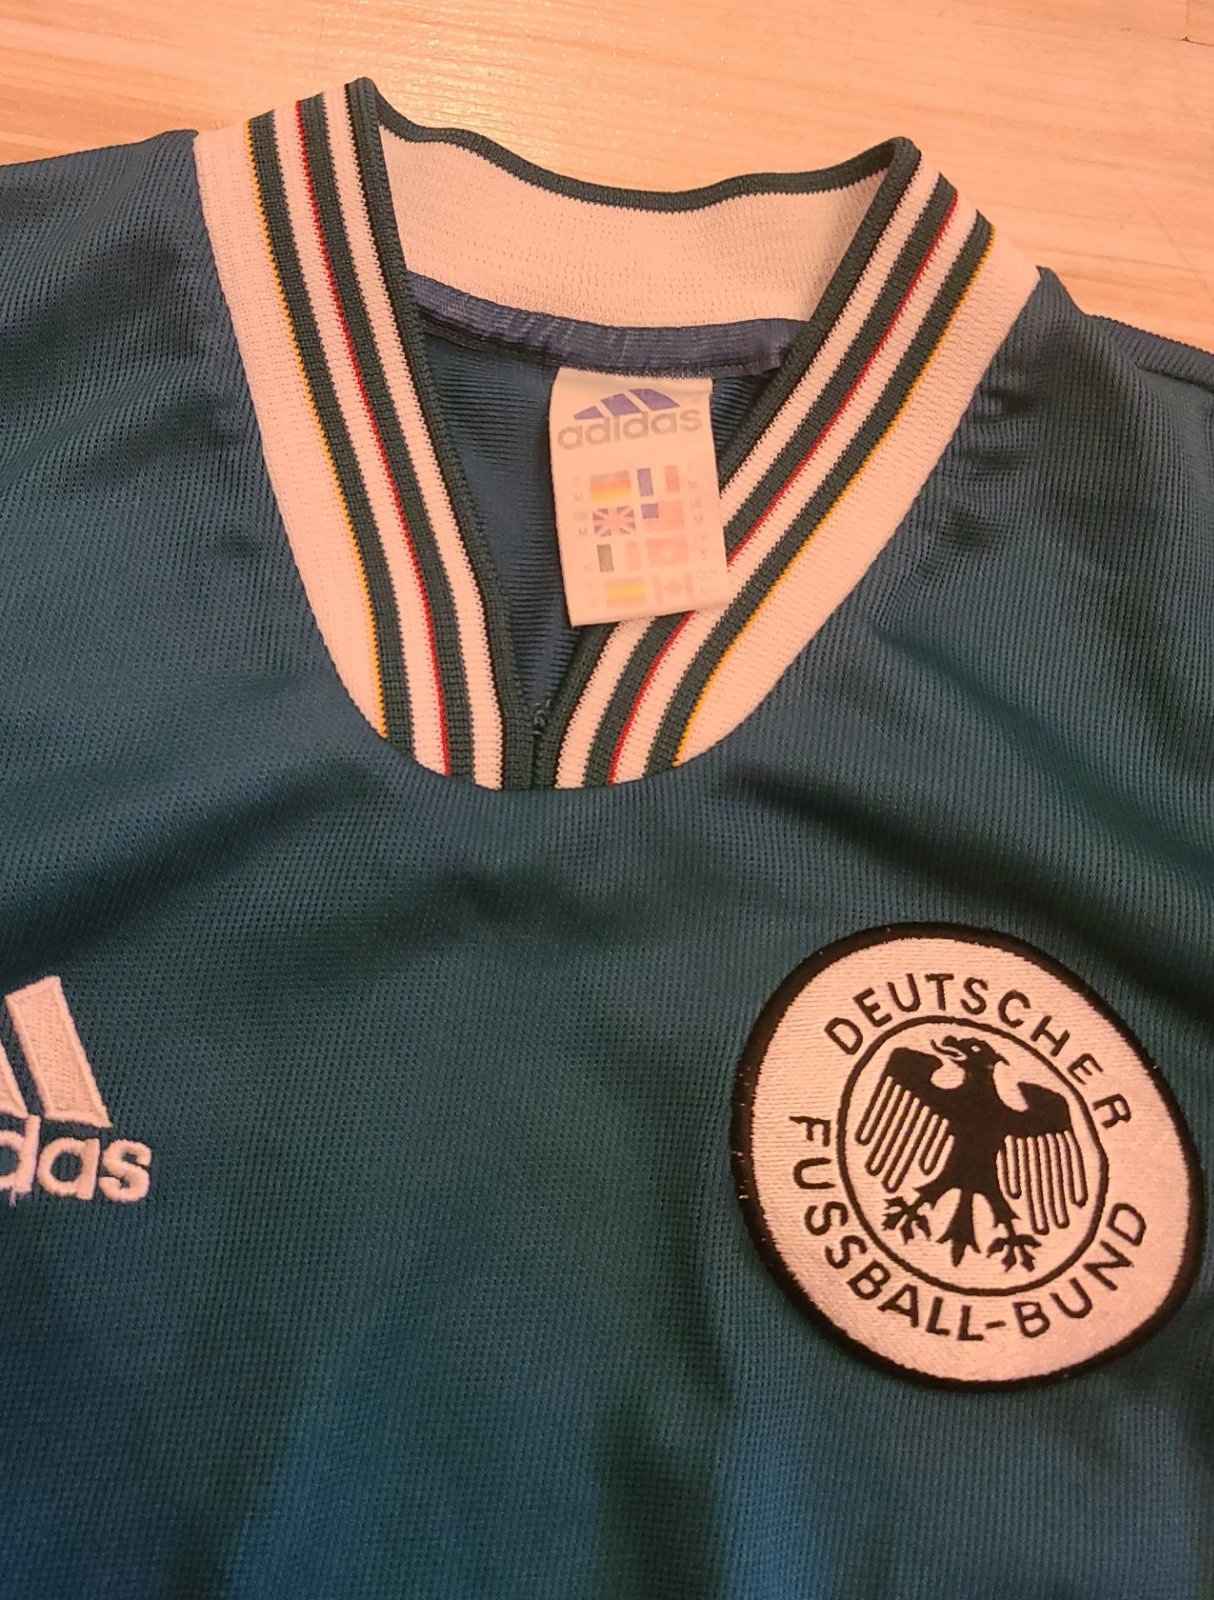 adidas
das
DEUTSCHER
FUSSBALL-BUND